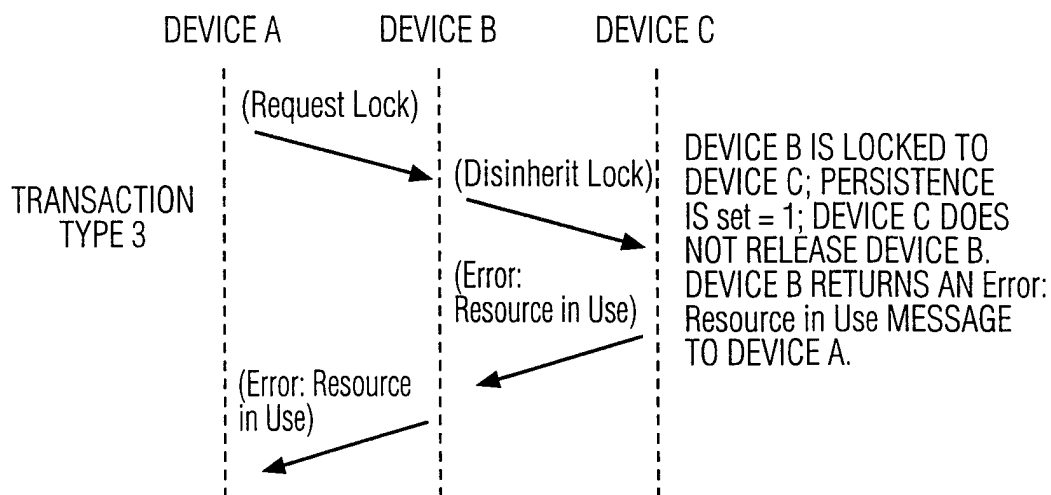 DEVICE A DEVICE B DEVICE C
(Request Lock)
(Disinherit Lock)
TRANSACTION
TYPE 3
DEVICE B IS LOCKED TO
DEVICE C; PERSISTENCE
IS set = 1; DEVICE C DOES
NOT RELEASE DEVICE B.
DEVICE B RETURNS AN Error:
Resource in Use MESSAGE
TO DEVICE A.
(Error:
Resource in Use)
(Error: Resource
in Use)